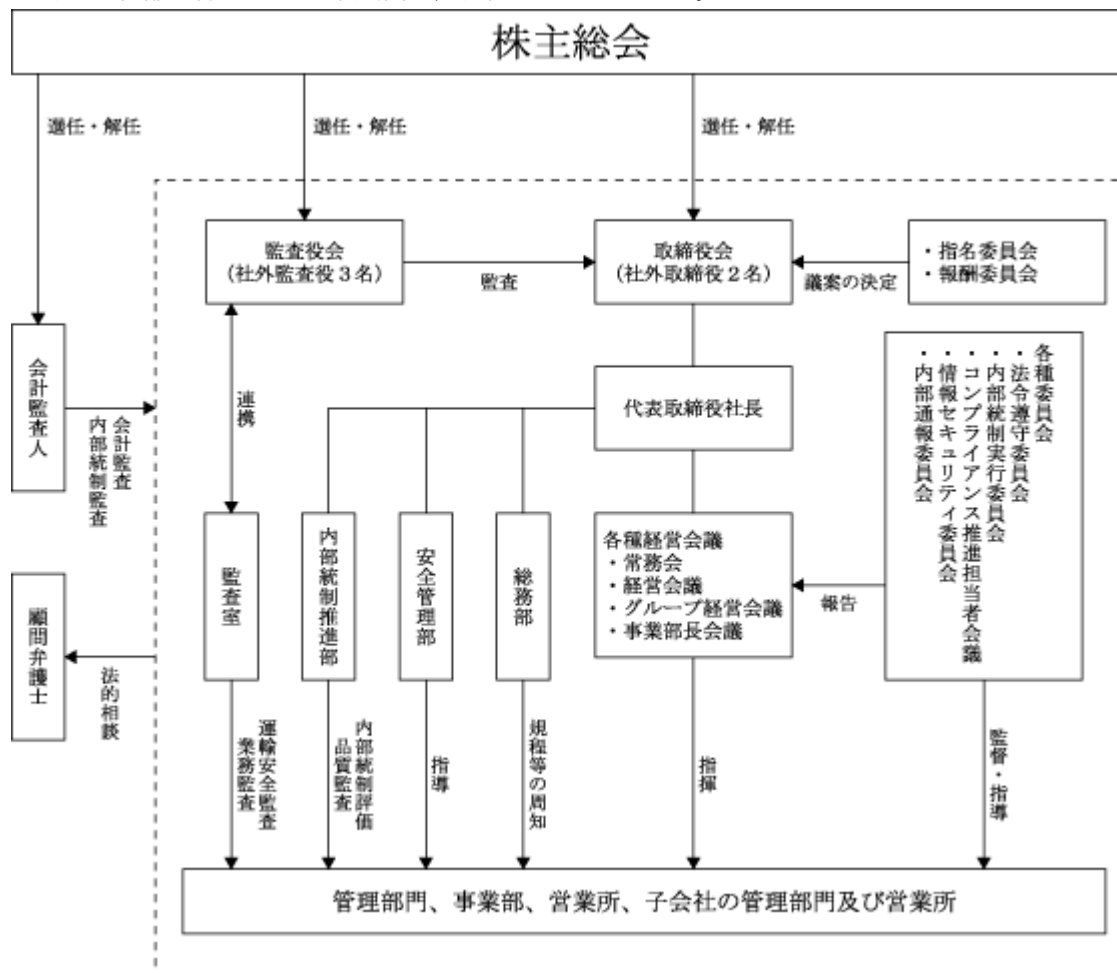 株主総会
選任・解任
選任・解任
選任・解任
監査役会
（社外監査役３名）
監査
取締役会
（社外取締役２名）
議案の決定
・指名委員会
・報酬委員会
会計監査人
会計監査
内部統制監査
連携
代表取締役社長
各種委員会
・法令遵守委員会
・内部統制実行委員会
・コンプライアンス推進担当者会議
・情報セキュリティ委員会
・内部通報委員会
監査室
内部統制推進部
安全管理部
総務部
各種経営会議
・常務会
・経営会議
・グループ経営会議
・事業部長会議
報告
顧問弁護士
法的相談
運輸安全監査
業務監査
内部統制評価
品質監査
指導
規程等の周知
指揮
監督・指導
管理部門、事業部、営業所、子会社の管理部門及び営業所